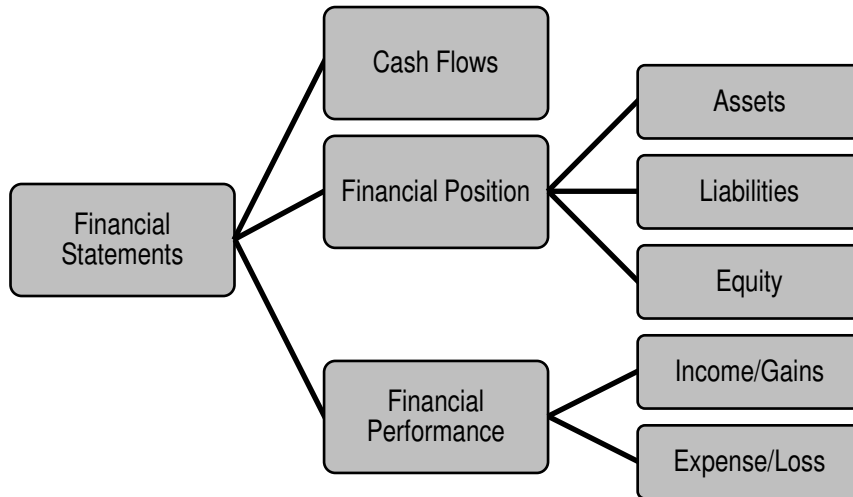 Cash Flows
Assets
Financial Position
Liabilities
Financial
Statements
Equity
Income/Gains
Financial
Performance
Expense/Loss